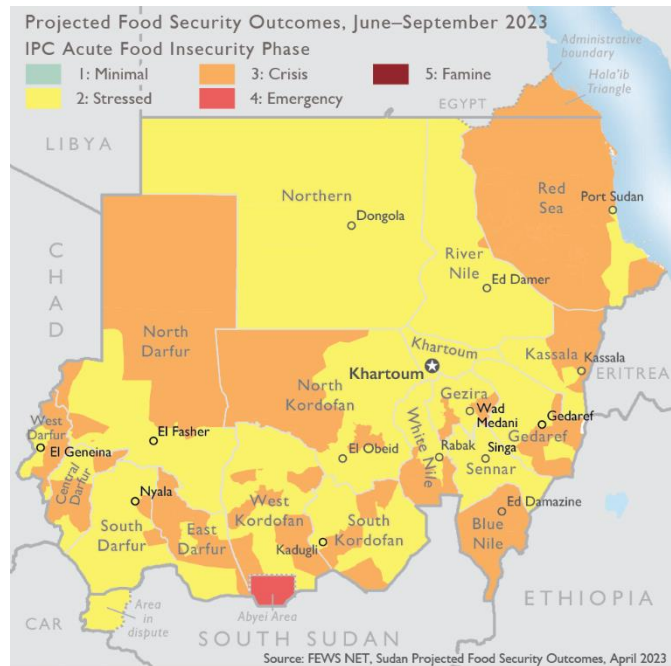 Projected Food Security Outcomes, June–September 2023
IPC Acute Food Insecurity Phase
1: Minimal
3: Crisis
5: Famine
2: Stressed
4: Emergency
Administrative
boundary
Hala'ib
Triangle
EGYPT
LIBYA
CHAD
Northern
Dongola
Red
Sea
Port Sudan
River
Nile
Ed Damer
North
Darfur
Khartoum
Khartoum
Kassala
Kassala
ERITREA
North
Kordofan
Gezira
Wad
Medani
Gedaref
Gedaref
West
Darfur
El Geneina
El Fasher
El Obeid
White Nile
Rabak
Singa
Sennar
Central
Darfur
Nyala
South
Darfur
East
Darfur
West
Kordofan
Kadugli
South
Kordofan
Ed Damazine
Blue
Nile
ETHIOPIA
CAR
Area
in
dispute
Abyei Area
SOUTH SUDAN
Source: FEWS NET, Sudan Projected Food Security Outcomes, April 2023